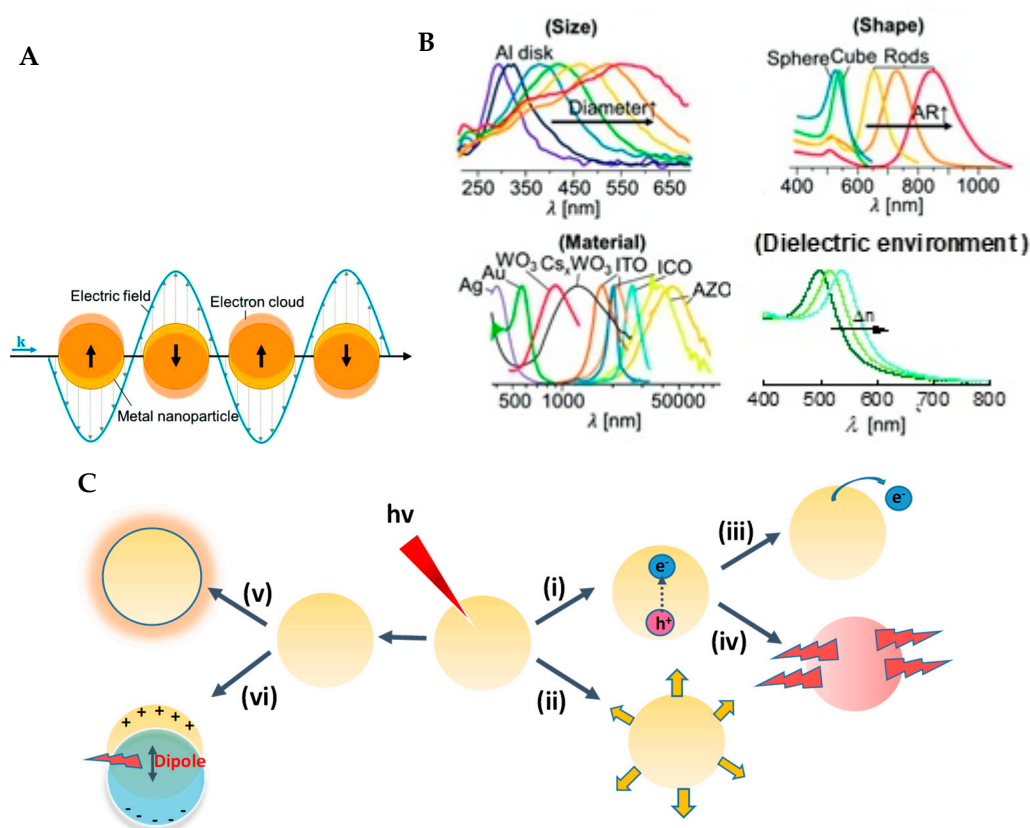 A
Electric field
Electron cloud
k
Metal nanoparticle
B
(Size)
Al disk
Diameter↑
250 350 450 550 650
λ [nm]
(Shape)
Sphere Cube Rods
AR↑
400 600 800 1000
λ [nm]
(Material)
Ag Au WO3 CsxWO3 ITO ICO AZO
500 1000 50000
λ [nm]
(Dielectric environment)
Δn
400 500 600 700 800
λ [nm]
C
hv
(i)
(ii)
(iii)
(iv)
(v)
(vi)
e-
h+
e-
+ + + + +
Dipole
- - - - -